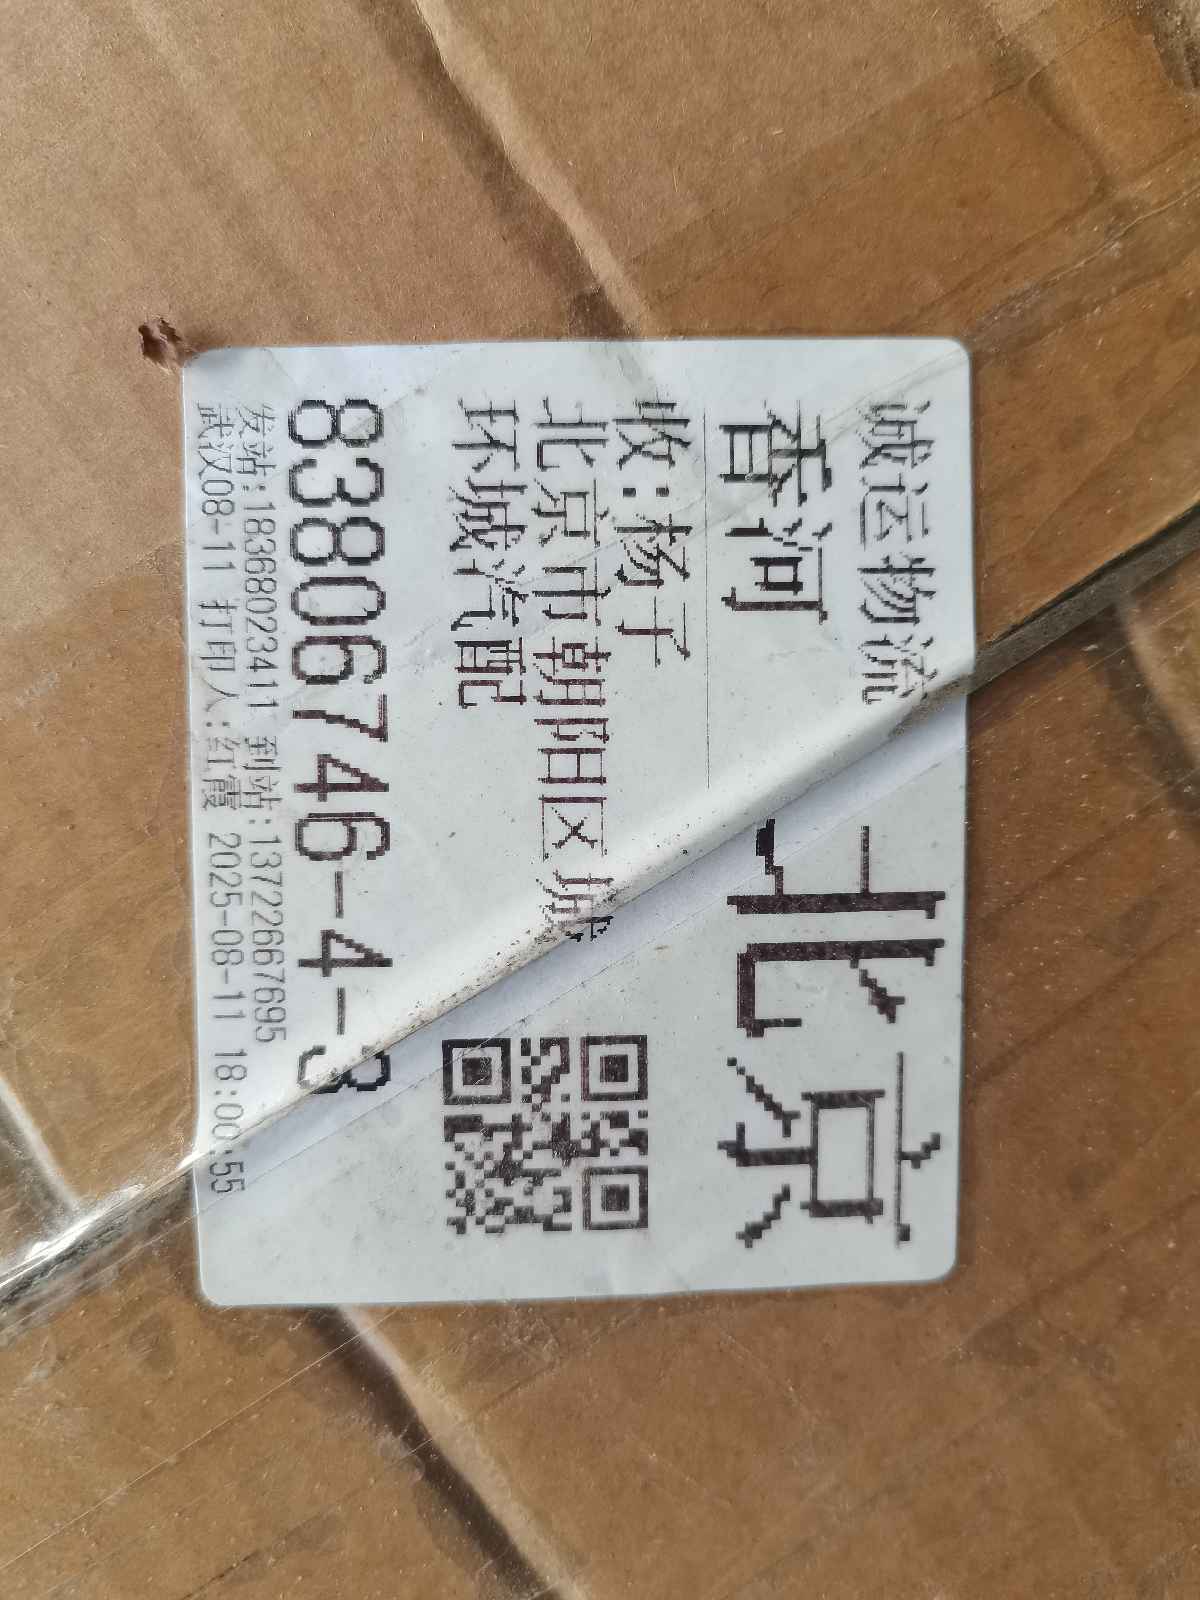 诚运物流
香河
北京
收:杨子
北京市朝阳区城
环城汽配
83806746-4-3
发站:18368023411 到站:13722667695
武汉08-11 打印人:红霞 2025-08-11 18:00:55